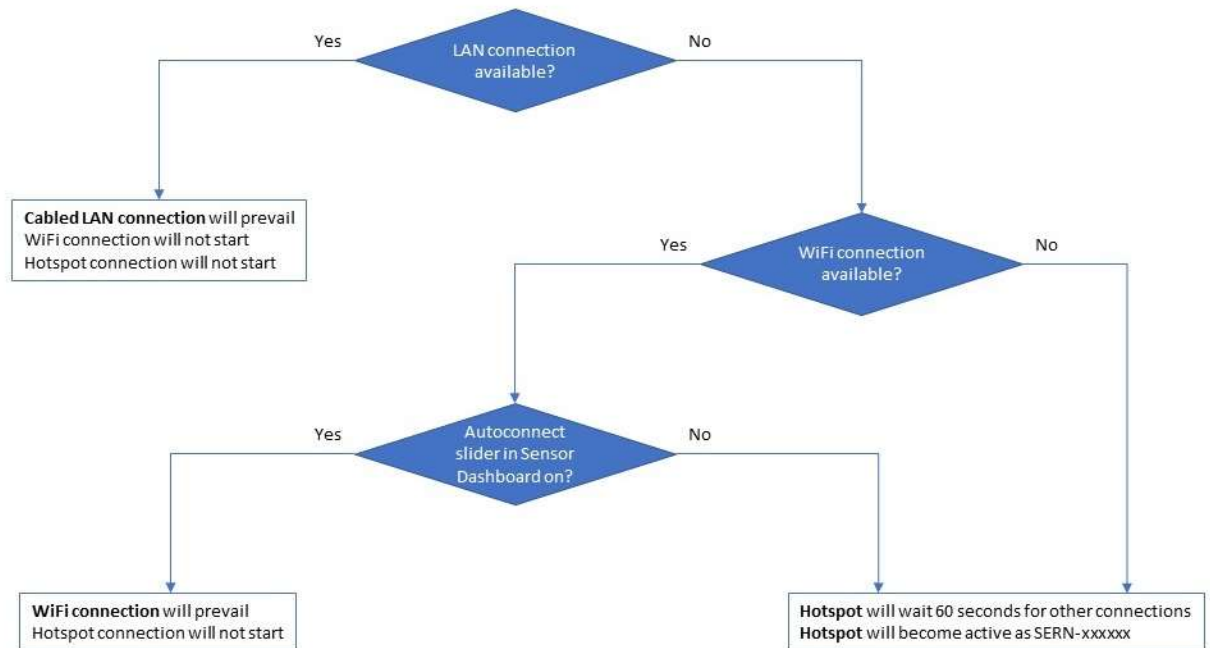 Yes
LAN connection
available?
No
Cabled LAN connection will prevail
WiFi connection will not start
Hotspot connection will not start
Yes
WiFi connection
available?
No
Yes
Autoconnect
slider in Sensor
Dashboard on?
No
WiFi connection will prevail
Hotspot connection will not start
Hotspot will wait 60 seconds for other connections
Hotspot will become active as SERN-xxxxxx